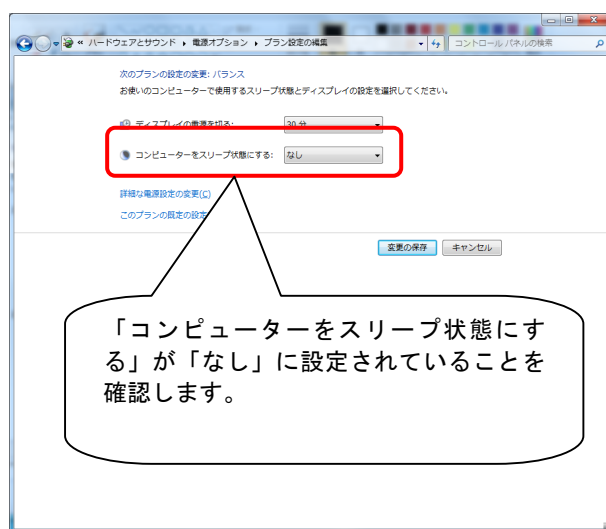 « ハードウェアとサウンド ▸ 電源オプション ▸ プラン設定の編集
コントロール パネルの検索
次のプランの設定の変更: バランス
お使いのコンピューターで使用するスリープ状態とディスプレイの設定を選択してください。
ディスプレイの電源を切る: 30 分
コンピューターをスリープ状態にする: なし
詳細な電源設定の変更(C)
このプランの既定の設定
変更の保存 キャンセル
「コンピューターをスリープ状態にす
る」が「なし」に設定されていることを
確認します。